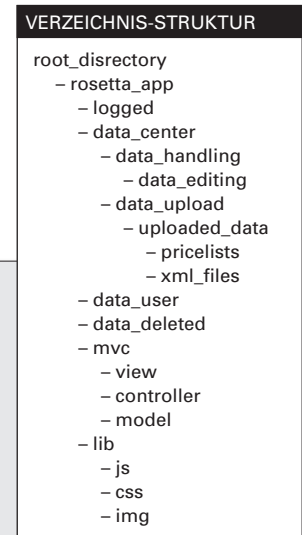 VERZEICHNIS-STRUKTUR
root_disrectory
– rosetta_app
– logged
– data_center
– data_handling
– data_editing
– data_upload
– uploaded_data
– pricelists
– xml_files
– data_user
– data_deleted
– mvc
– view
– controller
– model
– lib
– js
– css
– img